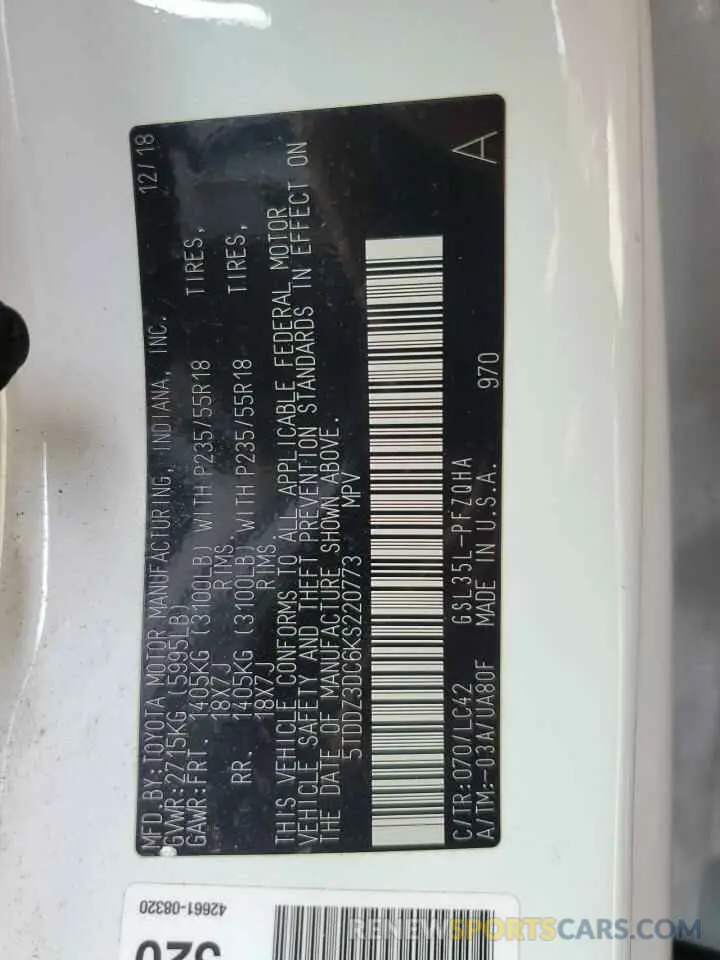 MFD.BY:TOYOTA MOTOR MANUFACTURING, INDIANA, INC. 12/18
GVWR:2715KG (5995LB)
GAWR:FRT. 1405KG (3100LB) WITH P235/55R18 TIRES,
18X7J RIMS.
RR. 1405KG (3100LB) WITH P235/55R18 TIRES,
18X7J RIMS.
THIS VEHICLE CONFORMS TO ALL APPLICABLE FEDERAL MOTOR
VEHICLE SAFETY AND THEFT PREVENTION STANDARDS IN EFFECT ON
THE DATE OF MANUFACTURE SHOWN ABOVE.
5TDDZ3DC6KS220773 MPV
A
C/TR:070/LC42 GSL35L-PFZQHA
A/TM:-03A/UA80F MADE IN U.S.A. 970
42661-08320
520
RENEWSPORTSCARS.COM